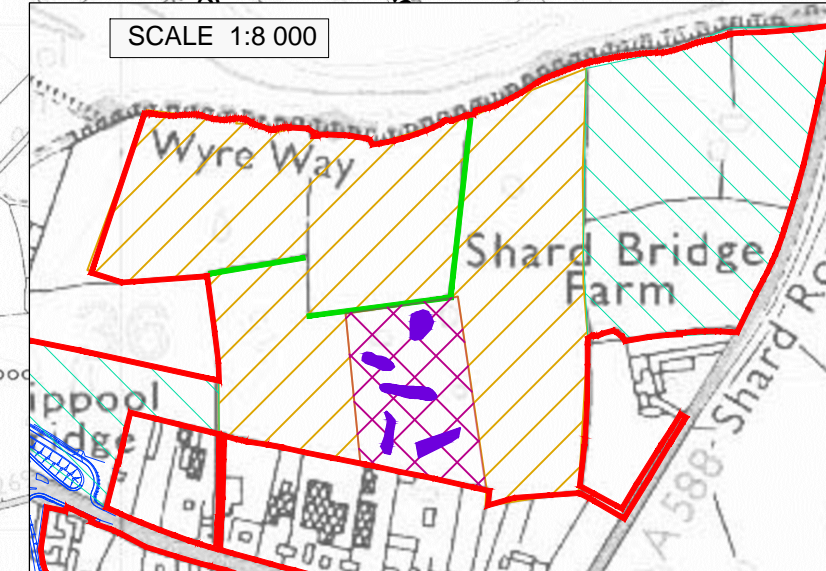 SCALE 1:8 000
Wyre Way
Shard Bridge
Farm
ippool
idge
A 588
Shard Ro